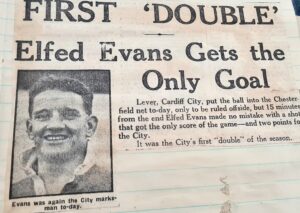 FIRST 'DOUBLE'
Elfed Evans Gets the
Only Goal
Lever, Cardiff City, put the ball into the Chester-
field net to-day, only to be ruled offside, but 15 minutes
from the end Elfed Evans made no mistake with a shot
that got the only score of the game—and two points for
the City.
It was the City's first "double" of the season.
Evans was again the City marks-
man to-day.